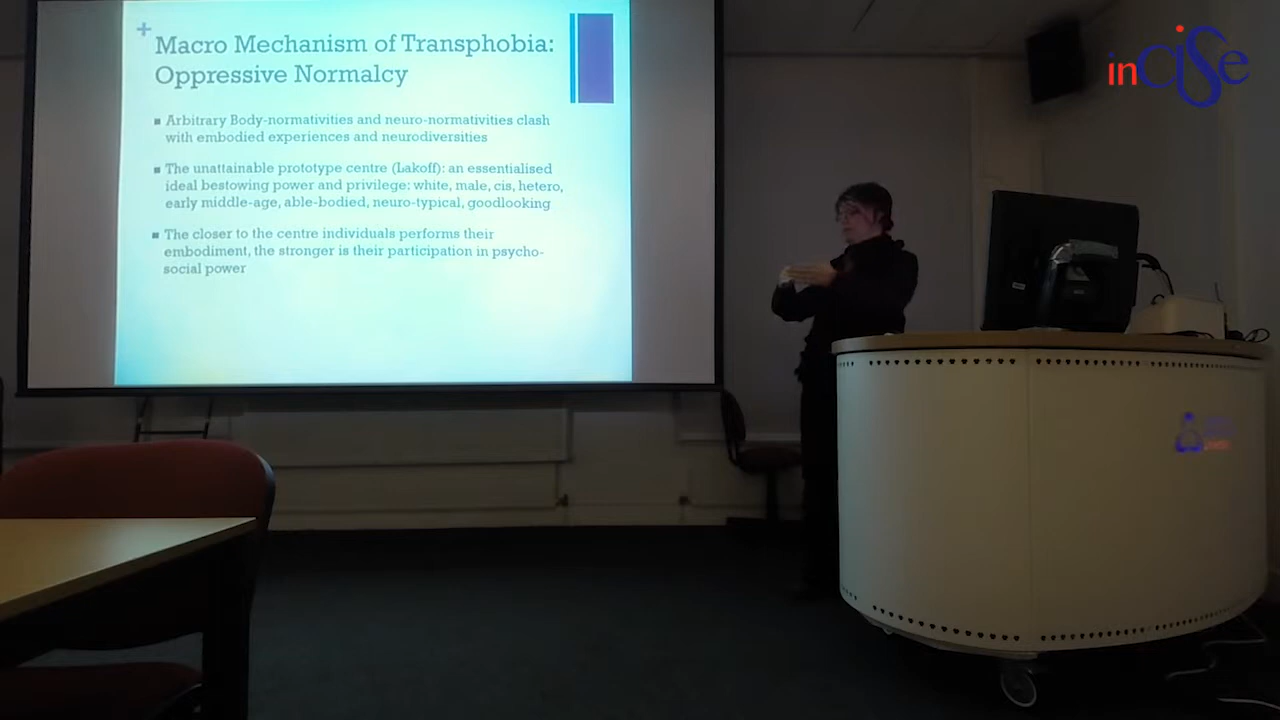 +
Macro Mechanism of Transphobia:
Oppressive Normalcy
Arbitrary Body-normativities and neuro-normativities clash
with embodied experiences and neurodiversities
The unattainable prototype centre (Lakoff): an essentialised
ideal bestowing power and privilege: white, male, cis, hetero,
early middle-age, able-bodied, neuro-typical, goodlooking
The closer to the centre individuals performs their
embodiment, the stronger is their participation in psycho-
social power
inCiSe